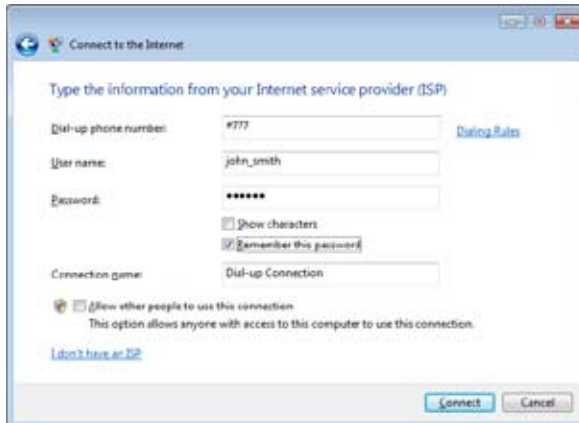 Connect to the Internet
Type the information from your Internet service provider (ISP)
Dial-up phone number: #777 Dialing Rules
User name: john_smith
Password: ••••••
Show characters
Remember this password
Connection name: Dial-up Connection
Allow other people to use this connection
This option allows anyone with access to this computer to use this connection.
I don't have an ISP
Connect Cancel